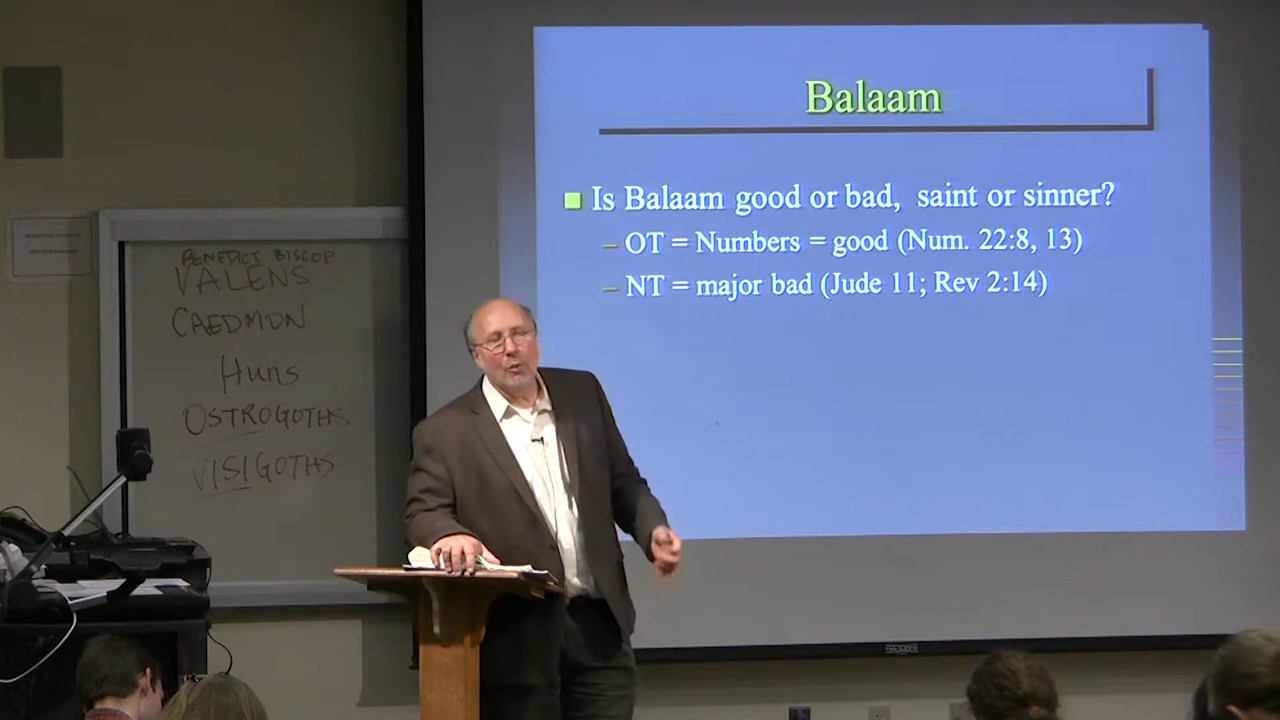 Balaam
Is Balaam good or bad, saint or sinner?
– OT = Numbers = good (Num. 22:8, 13)
– NT = major bad (Jude 11; Rev 2:14)
BENEDICT BISCOP
VALENS
CAEDMON
Huns
OSTROGOTHS
VISIGOTHS